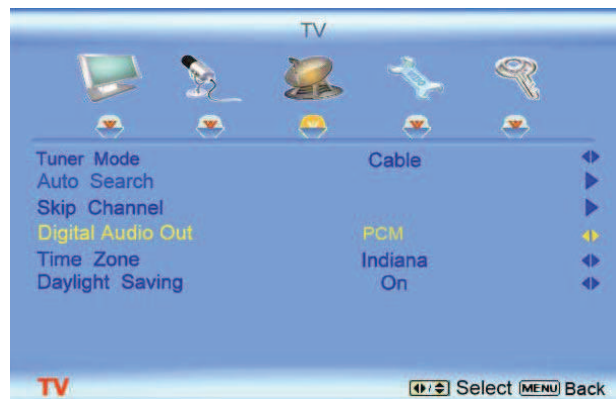 TV
Tuner Mode Cable
Auto Search
Skip Channel
Digital Audio Out PCM
Time Zone Indiana
Daylight Saving On
TV Select MENU Back